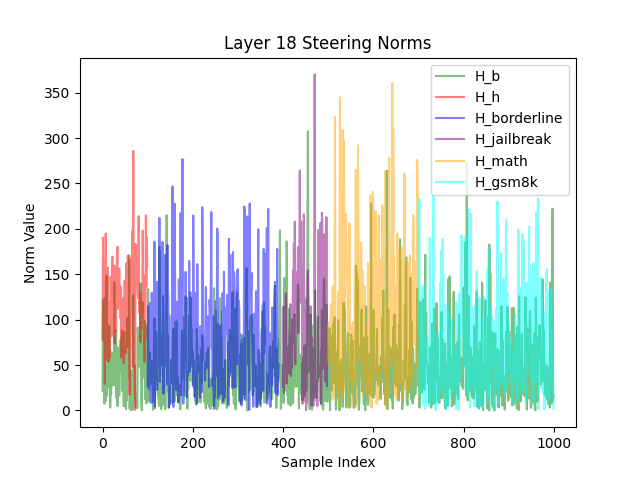 Layer 18 Steering Norms
Norm Value
350
300
250
200
150
100
50
0
H_b
H_h
H_borderline
H_jailbreak
H_math
H_gsm8k
0 200 400 600 800 1000
Sample Index